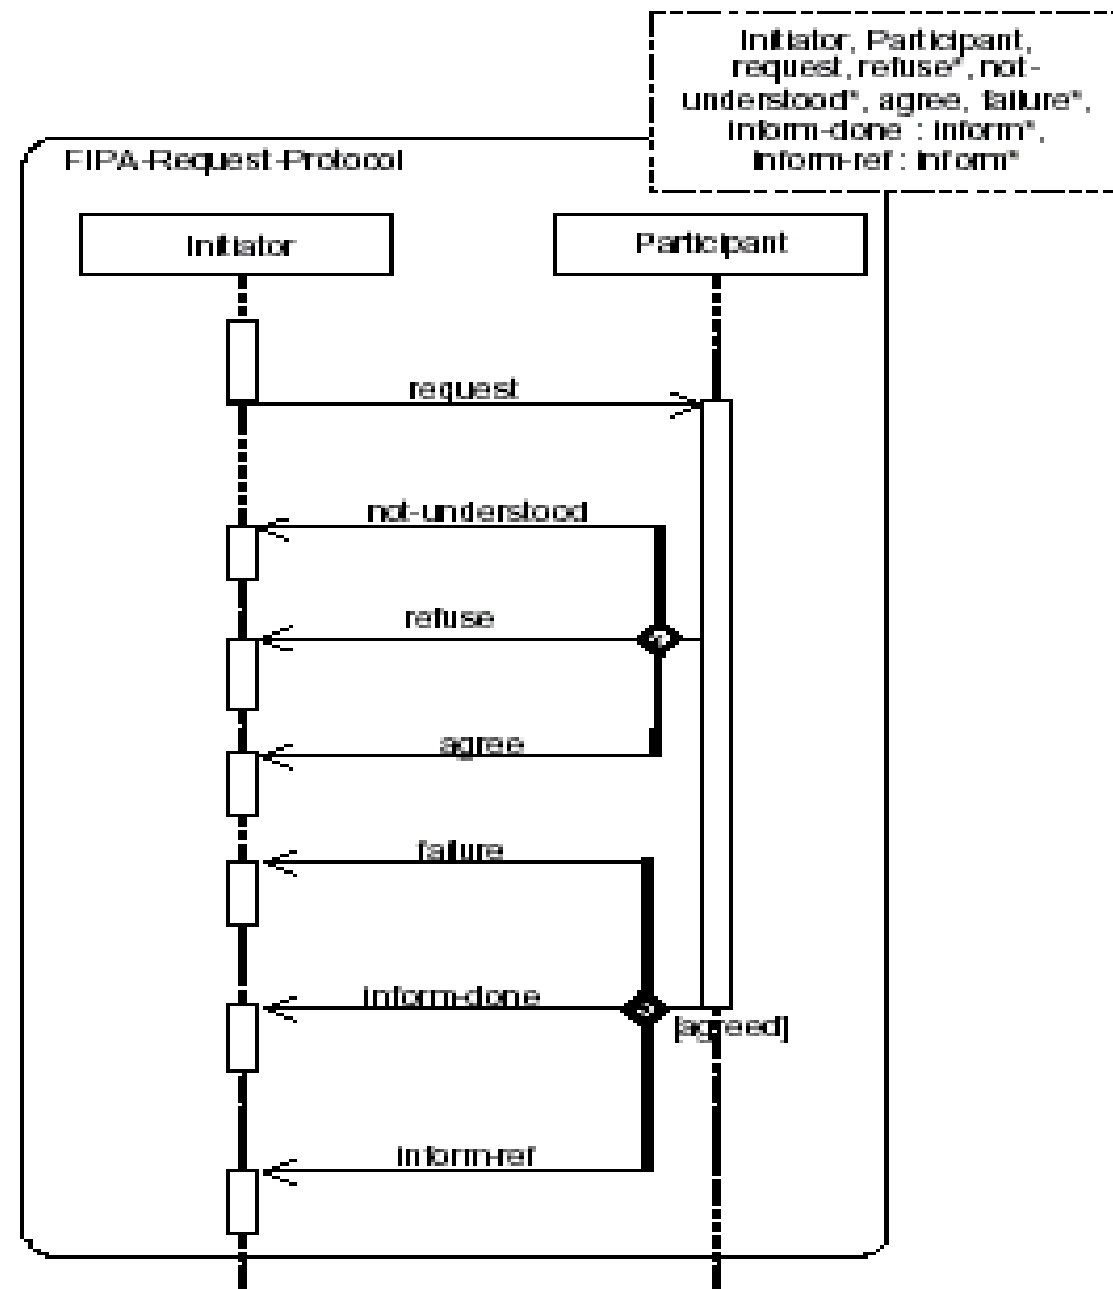 Initiator, Participant,
request, refuse*, not-
understood*, agree, failure*,
inform-done : inform*,
inform-ref : inform*
FIPA-Request-Protocol
Initiator
Participant
request
not-understood
refuse
agree
failure
inform-done
[agreed]
inform-ref